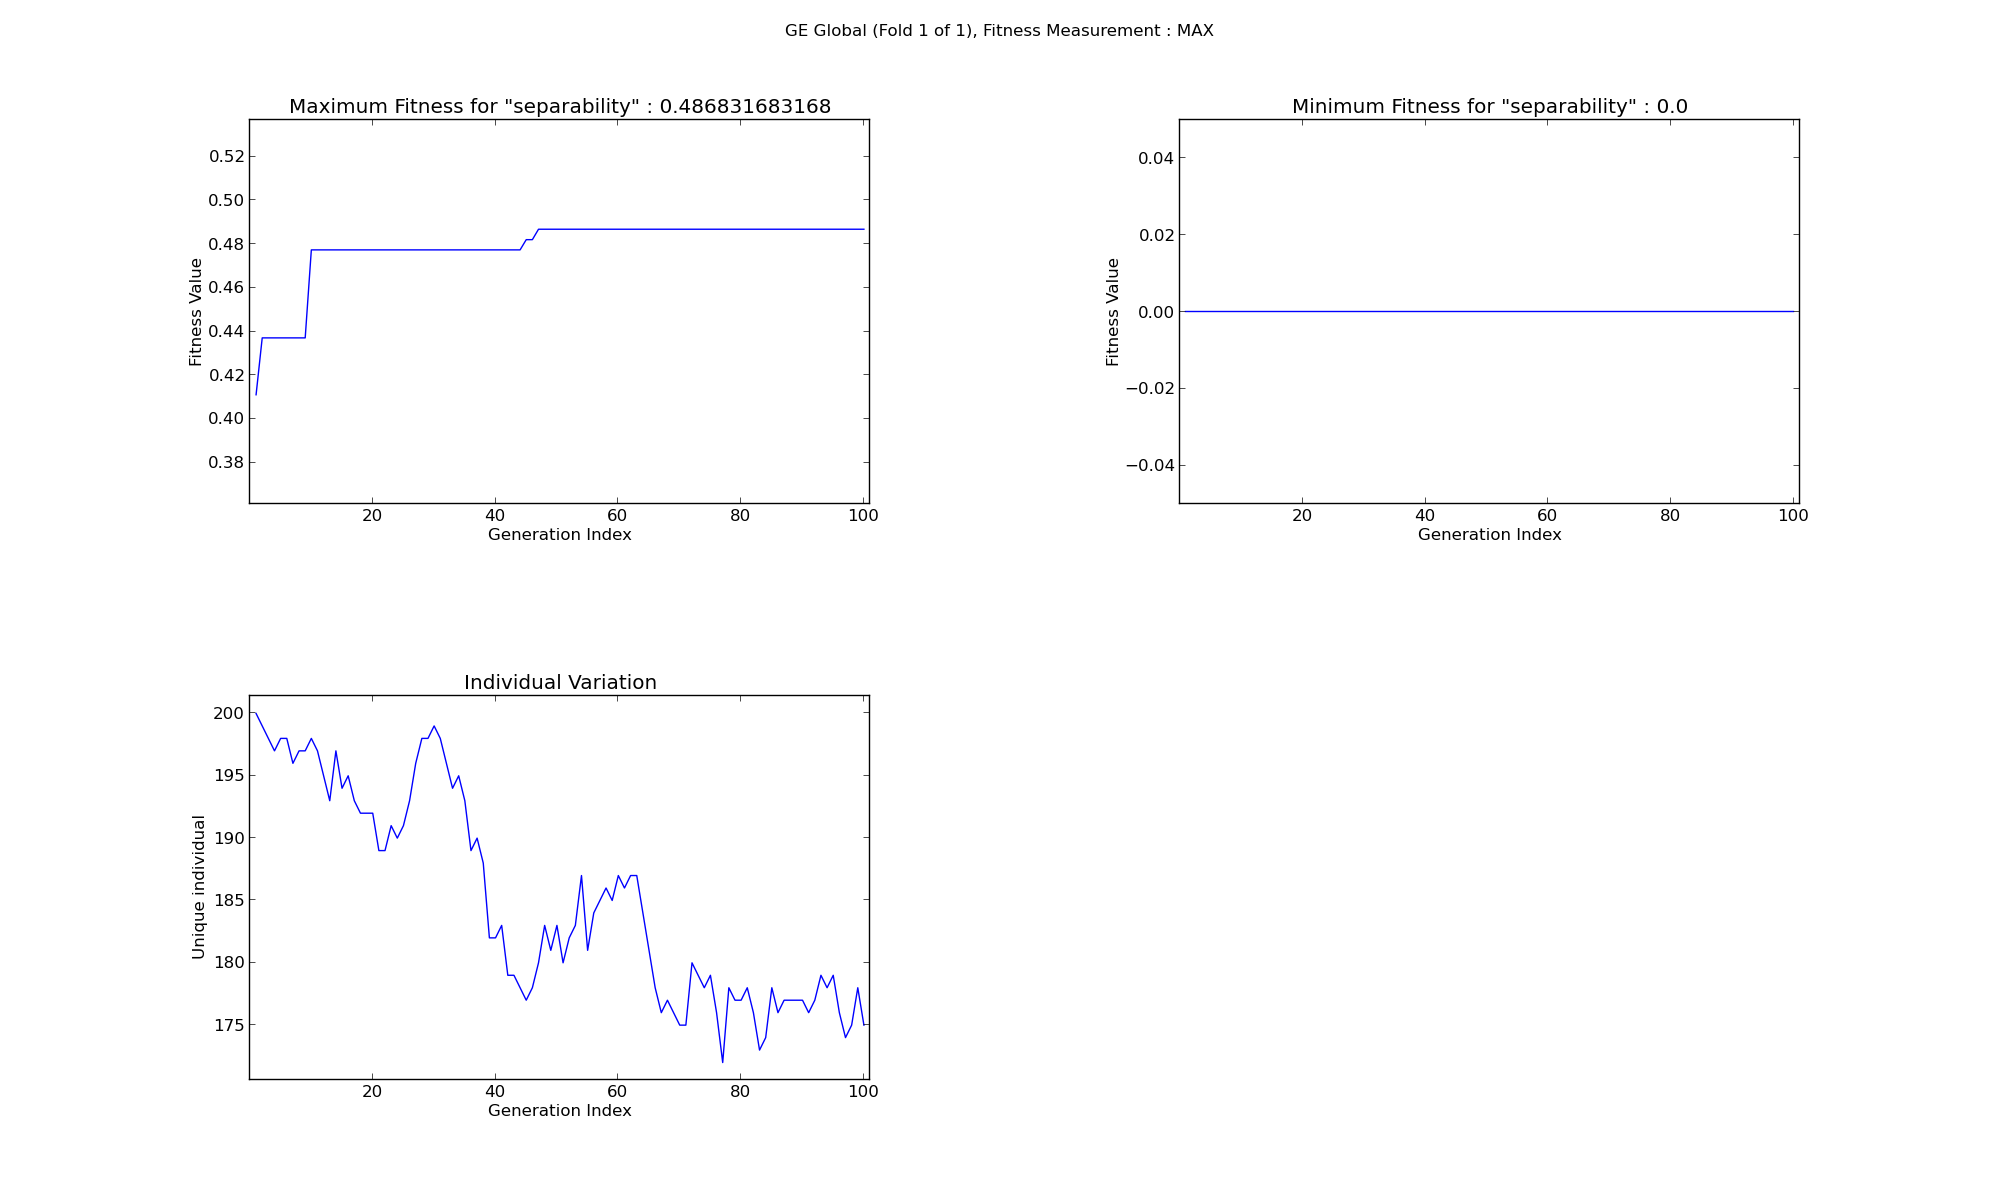 GE Global (Fold 1 of 1), Fitness Measurement : MAX
Maximum Fitness for "separability" : 0.486831683168
0.52
0.50
0.48
0.46
0.44
0.42
0.40
0.38
Fitness Value
20 40 60 80 100
Generation Index
Minimum Fitness for "separability" : 0.0
0.04
0.02
0.00
−0.02
−0.04
Fitness Value
20 40 60 80 100
Generation Index
Individual Variation
200
195
190
185
180
175
Unique individual
20 40 60 80 100
Generation Index